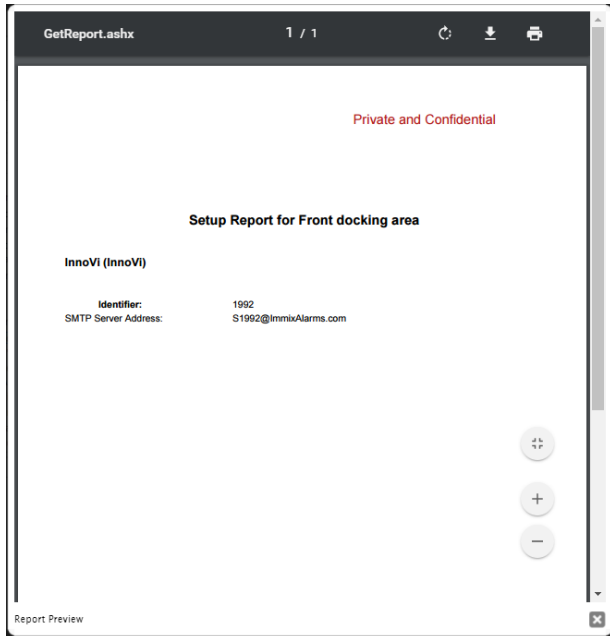 GetReport.ashx 1 / 1
Private and Confidential
Setup Report for Front docking area
InnoVi (InnoVi)
Identifier: 1992
SMTP Server Address: S1992@ImmixAlarms.com
Report Preview